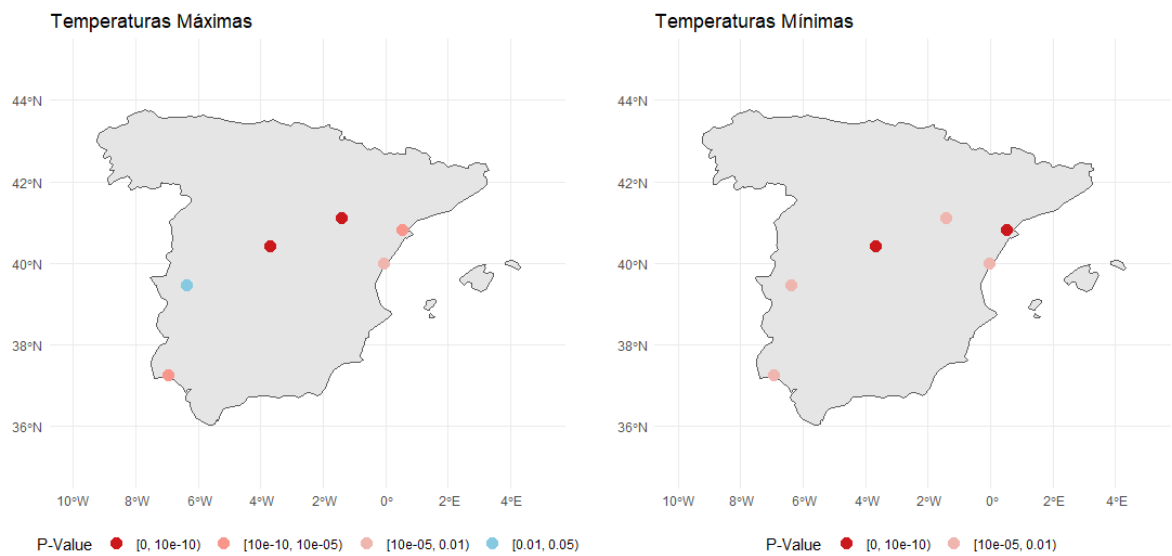 Temperaturas Máximas
44°N
42°N
40°N
38°N
36°N
10°W 8°W 6°W 4°W 2°W 0° 2°E 4°E
P-Value [0, 10e-10) [10e-10, 10e-05) [10e-05, 0.01) [0.01, 0.05)
Temperaturas Mínimas
44°N
42°N
40°N
38°N
36°N
10°W 8°W 6°W 4°W 2°W 0° 2°E 4°E
P-Value [0, 10e-10) [10e-05, 0.01)